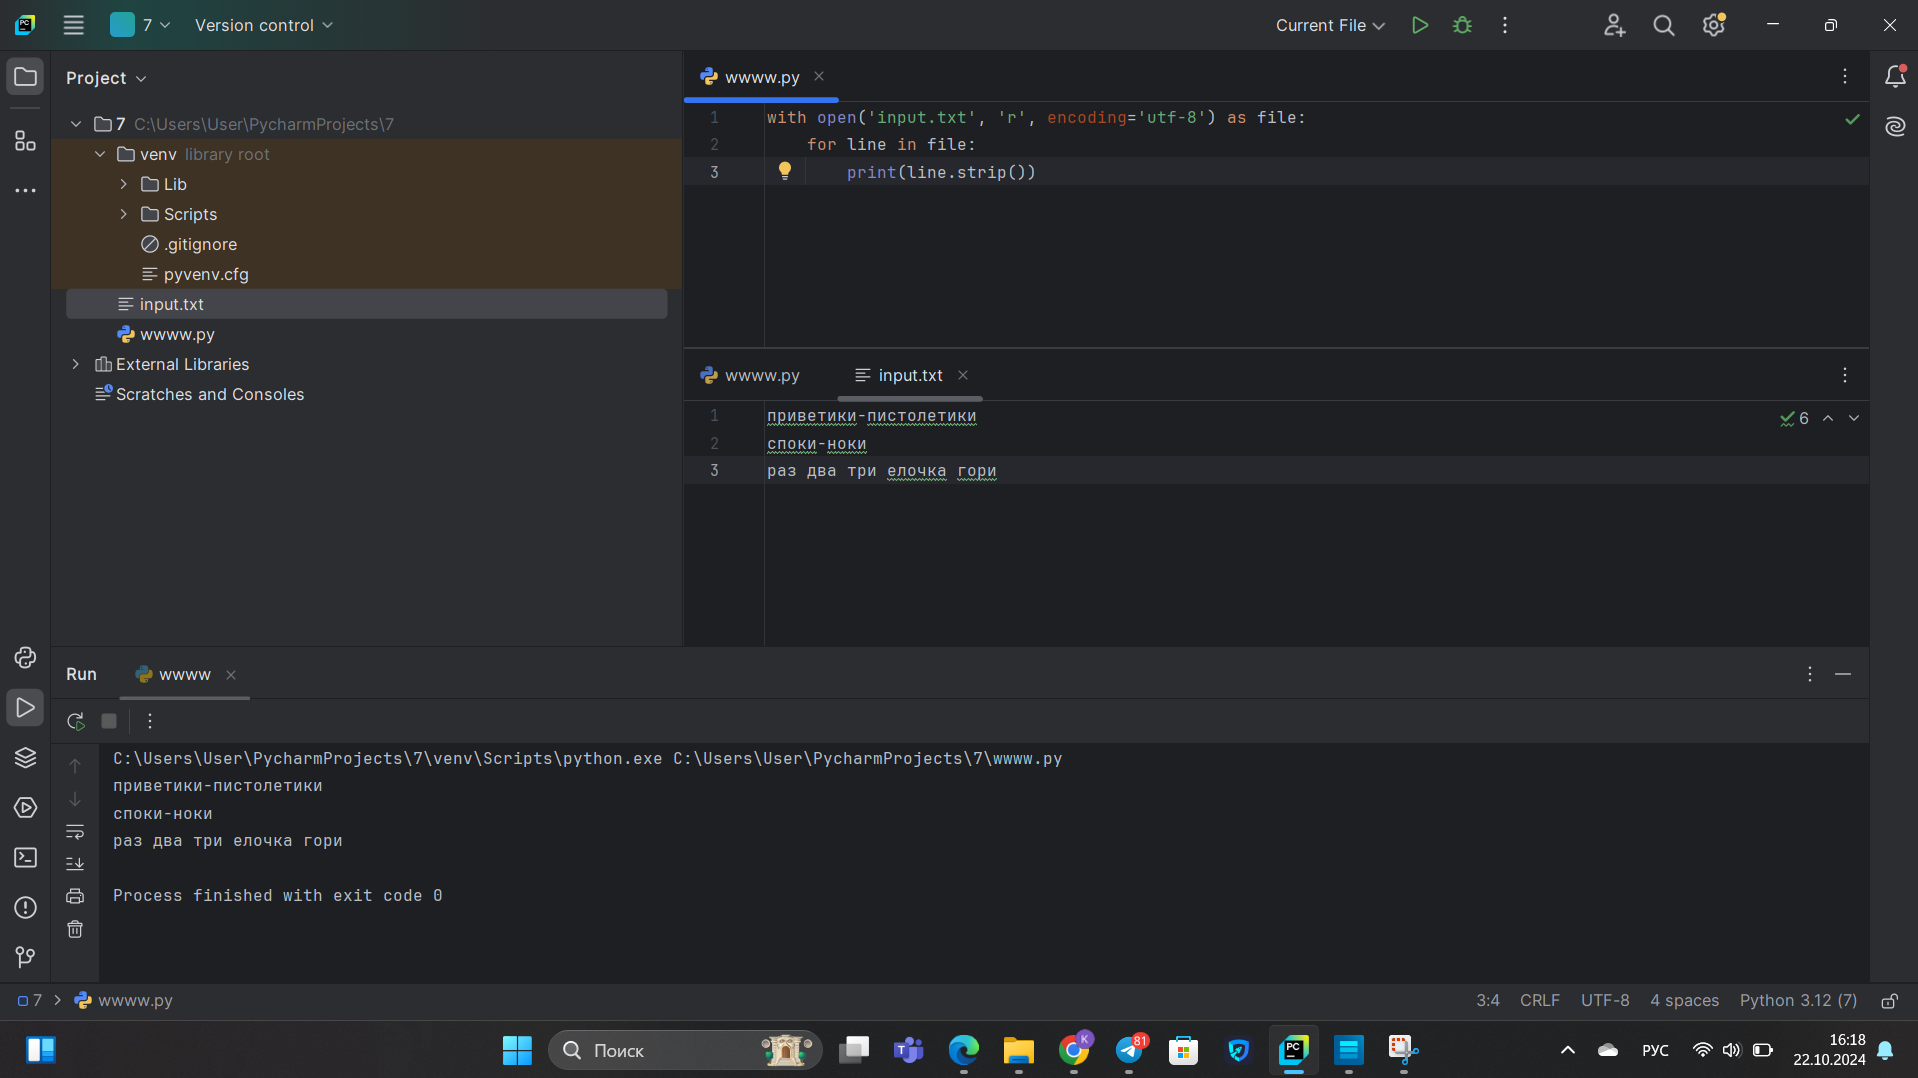 7
Version control
Current File
Project
7 C:\Users\User\PycharmProjects\7
venv library root
Lib
Scripts
.gitignore
pyvenv.cfg
input.txt
wwww.py
External Libraries
Scratches and Consoles
wwww.py
1 with open('input.txt', 'r', encoding='utf-8') as file:
2 for line in file:
3 print(line.strip())
wwww.py input.txt
1 приветики-пистолетики
6
2 споки-ноки
3 раз два три елочка гори
Run wwww
C:\Users\User\PycharmProjects\7\venv\Scripts\python.exe C:\Users\User\PycharmProjects\7\wwww.py
приветики-пистолетики
споки-ноки
раз два три елочка гори
Process finished with exit code 0
7 > wwww.py
3:4 CRLF UTF-8 4 spaces Python 3.12 (7)
Поиск
K
81
PC
РУС
16:18
22.10.2024